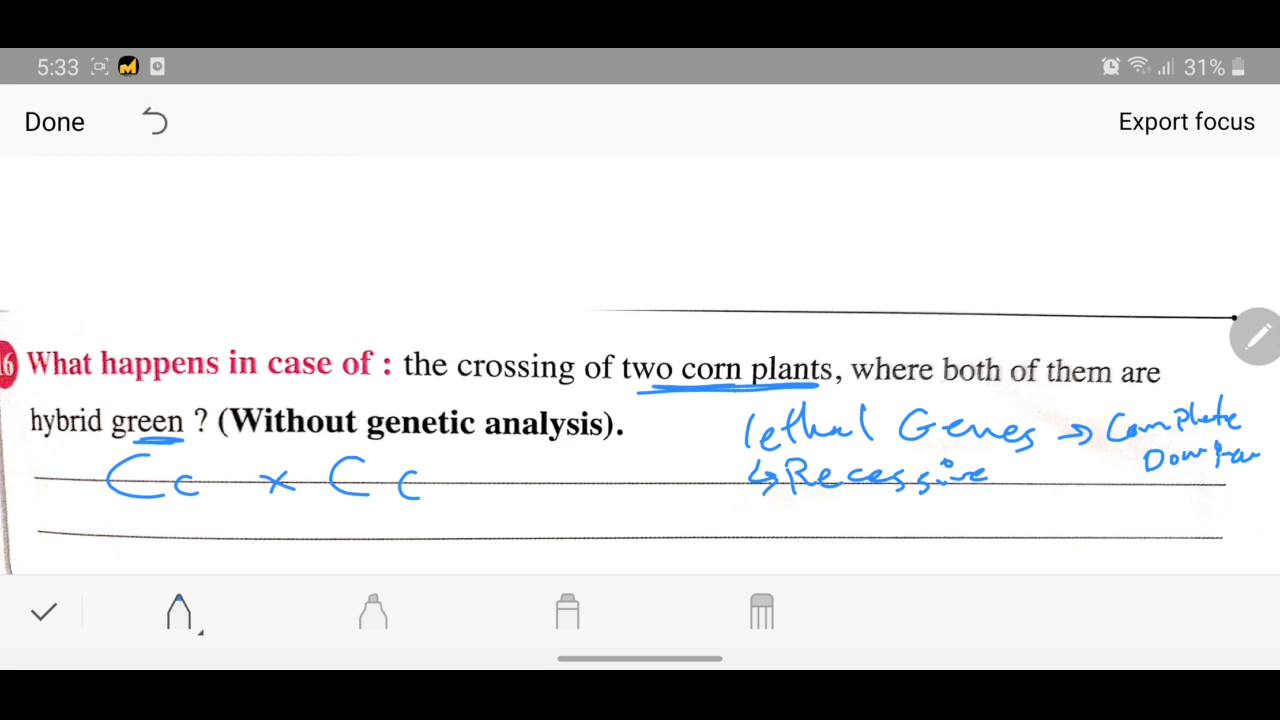 5:33
31%
Done
Export focus
16 What happens in case of : the crossing of two corn plants, where both of them are
hybrid green ? (Without genetic analysis).
lethal Genes → Complete
↳ Recessive
Cc × Cc